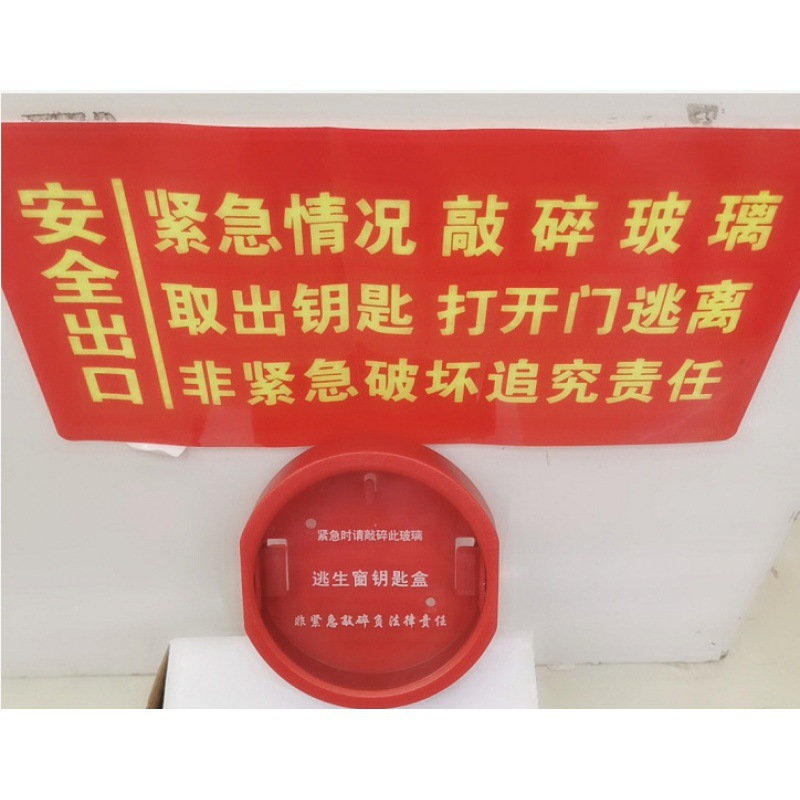 安全出口
紧急情况 敲碎玻璃
取出钥匙 打开门逃离
非紧急破坏追究责任
紧急时请敲碎此玻璃
逃生窗钥匙盒
非紧急敲碎负法律责任